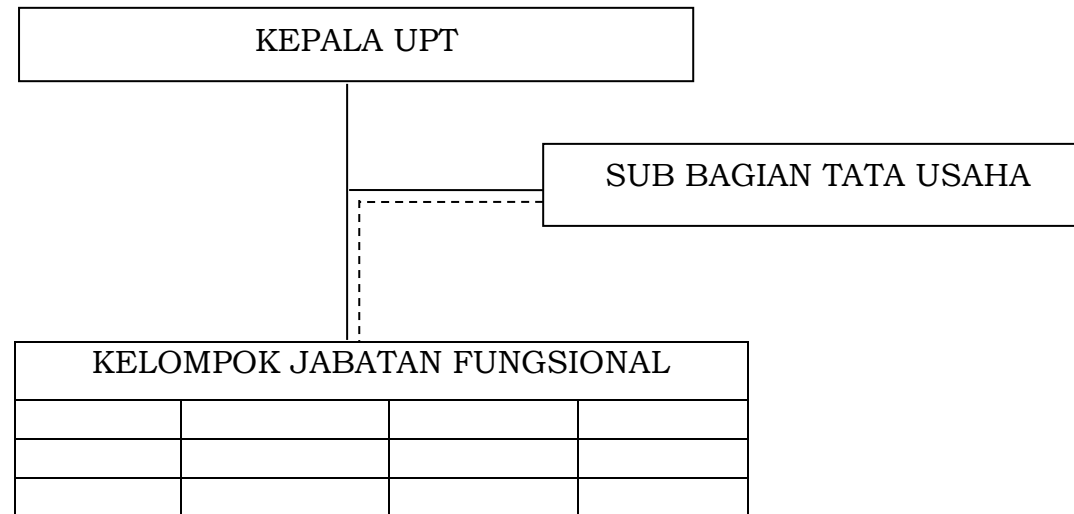 KEPALA UPT
SUB BAGIAN TATA USAHA
KELOMPOK JABATAN FUNGSIONAL